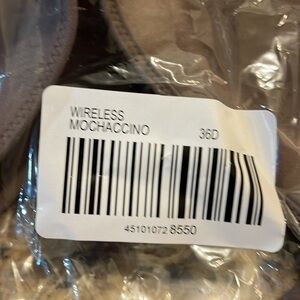 WIRELESS
MOCHACCINO 36D
45101072 8550